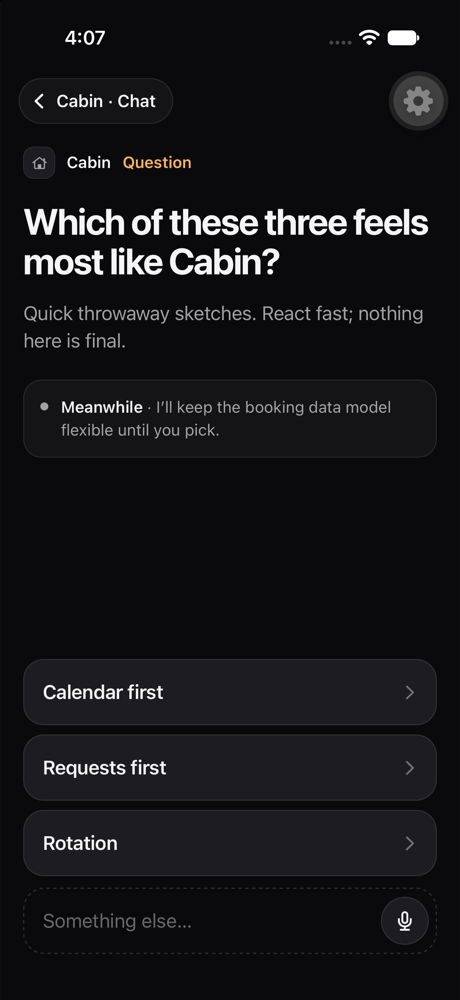 4:07
Cabin · Chat
Cabin Question
Which of these three feels
most like Cabin?
Quick throwaway sketches. React fast; nothing
here is final.
Meanwhile · I’ll keep the booking data model
flexible until you pick.
Calendar first
Requests first
Rotation
Something else...